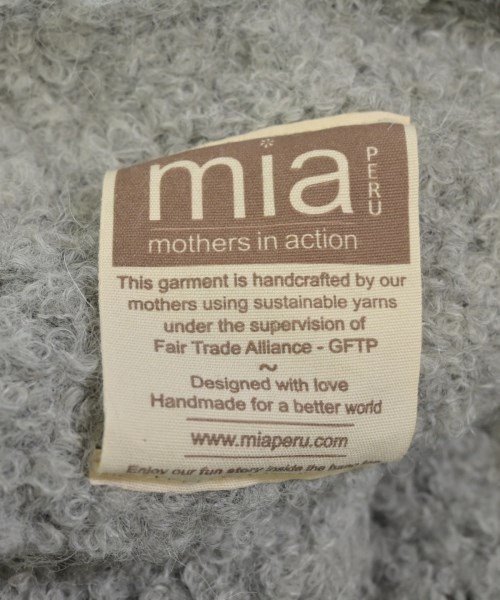 mia PERU
mothers in action
This garment is handcrafted by our
mothers using sustainable yarns
under the supervision of
Fair Trade Alliance - GFTP
~
Designed with love
Handmade for a better world
www.miaperu.com
Enjoy our fun story inside the